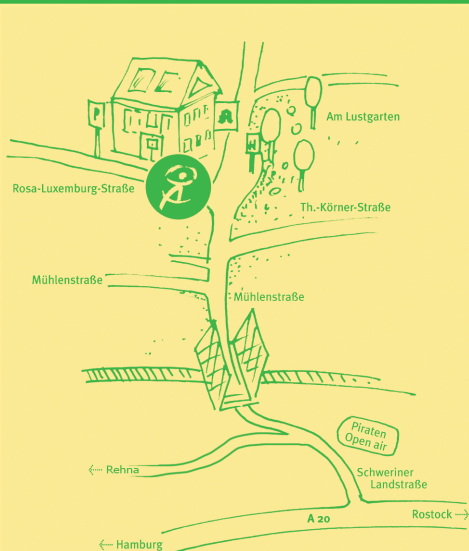 P
Am Lustgarten
H
Rosa-Luxemburg-Straße
Th.-Körner-Straße
Mühlenstraße
Mühlenstraße
Piraten
Open air
Rehna
Schweriner
Landstraße
A 20
Rostock
Hamburg